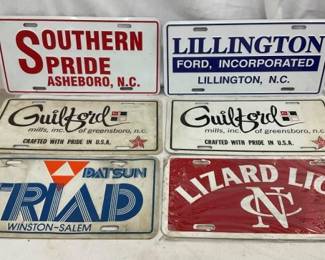 SOUTHERN
PRIDE
ASHEBORO, N.C.
LILLINGTON
FORD, INCORPORATED
LILLINGTON, N.C.
Guilford
mills, inc. of greensboro, n.c.
CRAFTED WITH PRIDE IN U.S.A.
Guilford
mills, inc. of greensboro, n.c.
CRAFTED WITH PRIDE IN U.S.A.
DATSUN
TRIAD
WINSTON-SALEM
LIZARD LIC
NC